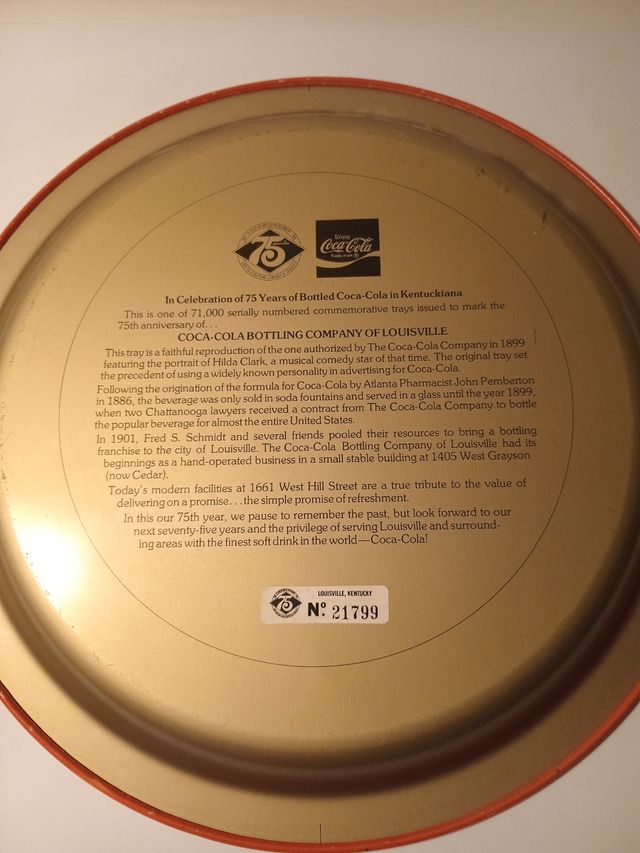 75
Enjoy
Coca-Cola
Trade-mark ®
In Celebration of 75 Years of Bottled Coca-Cola in Kentuckiana
This is one of 71,000 serially numbered commemorative trays issued to mark the
75th anniversary of...
COCA-COLA BOTTLING COMPANY OF LOUISVILLE
This tray is a faithful reproduction of the one authorized by The Coca-Cola Company in 1899
featuring the portrait of Hilda Clark, a musical comedy star of that time. The original tray set
the precedent of using a widely known personality in advertising for Coca-Cola.
Following the origination of the formula for Coca-Cola by Atlanta Pharmacist John Pemberton
in 1886, the beverage was only sold in soda fountains and served in a glass until the year 1899,
when two Chattanooga lawyers received a contract from The Coca-Cola Company to bottle
the popular beverage for almost the entire United States.
In 1901, Fred S. Schmidt and several friends pooled their resources to bring a bottling
franchise to the city of Louisville. The Coca-Cola Bottling Company of Louisville had its
beginnings as a hand-operated business in a small stable building at 1405 West Grayson
(now Cedar).
Today's modern facilities at 1661 West Hill Street are a true tribute to the value of
delivering on a promise...the simple promise of refreshment.
In this our 75th year, we pause to remember the past, but look forward to our
next seventy-five years and the privilege of serving Louisville and surround-
ing areas with the finest soft drink in the world—Coca-Cola!
75
LOUISVILLE, KENTUCKY
Nº 21799